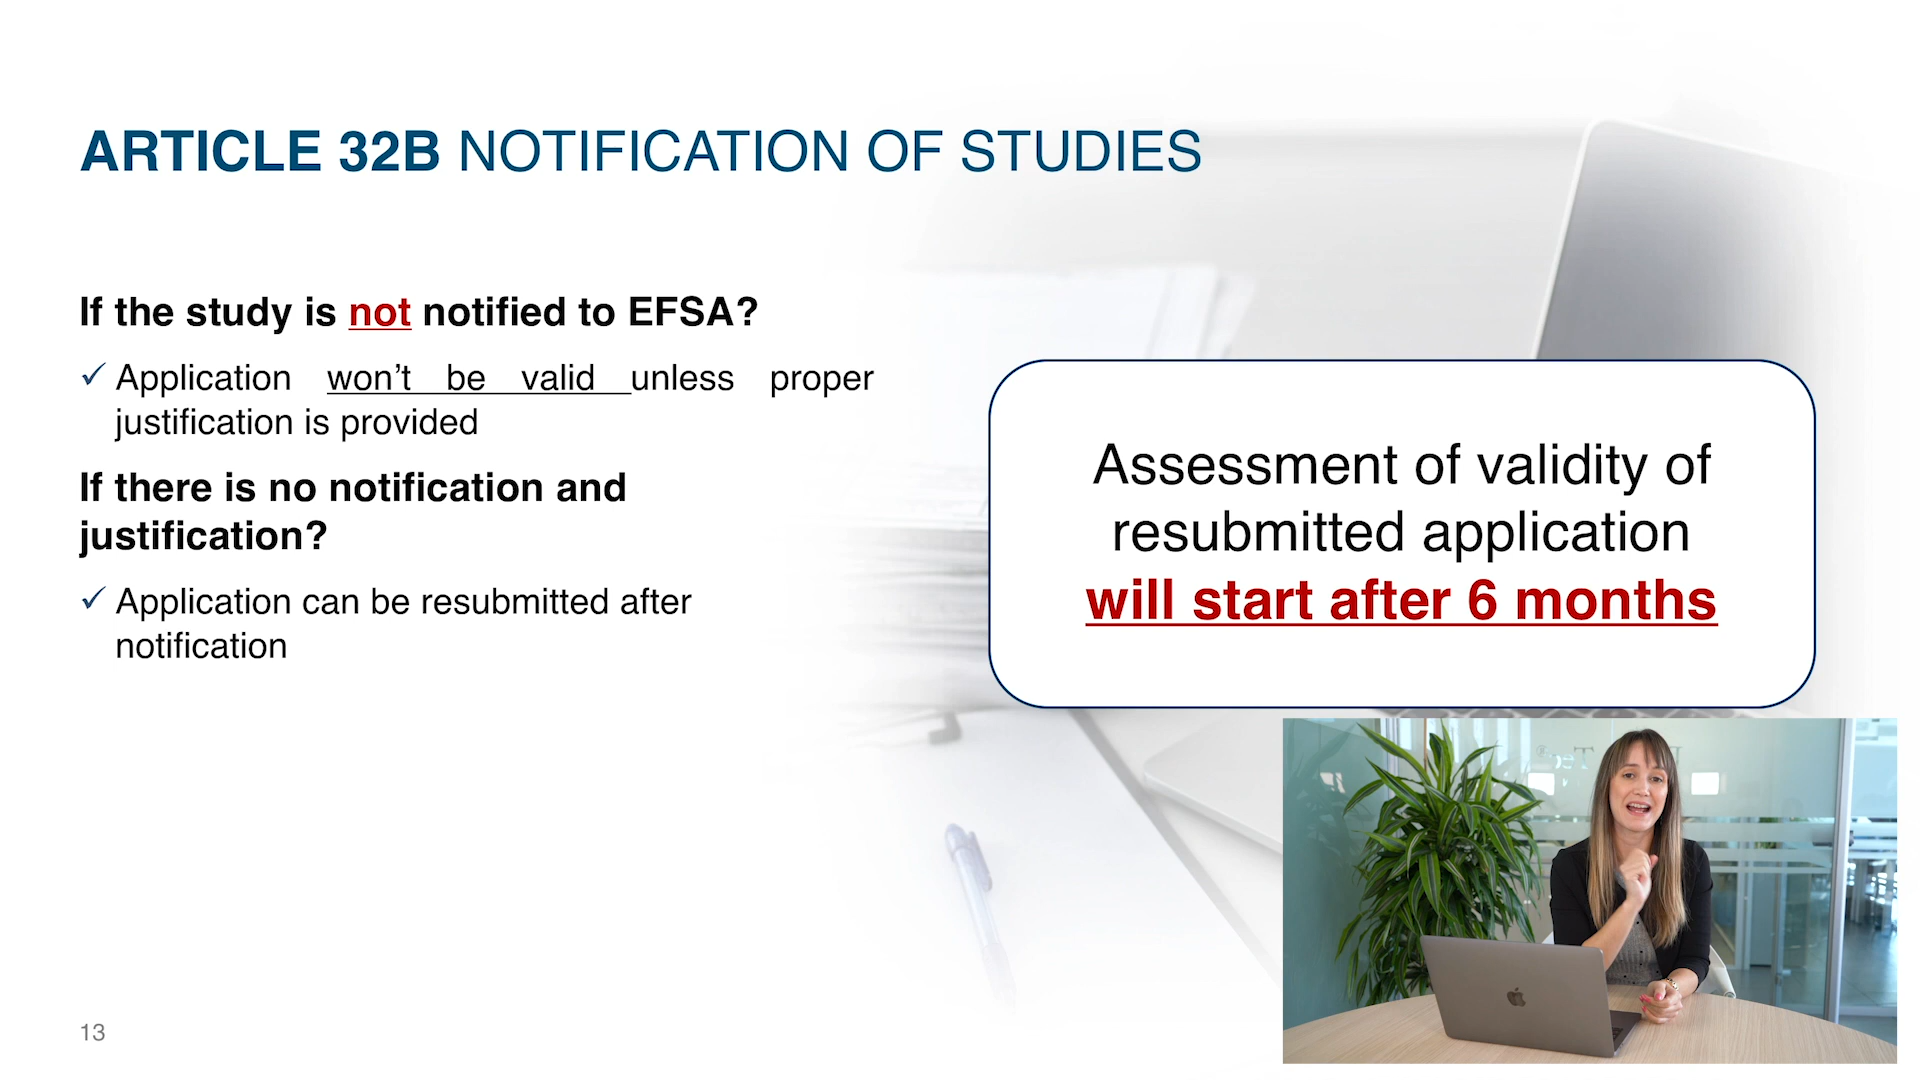 ARTICLE 32B NOTIFICATION OF STUDIES
If the study is not notified to EFSA?
✓ Application won’t be valid unless proper
justification is provided
If there is no notification and
justification?
✓ Application can be resubmitted after
notification
Assessment of validity of
resubmitted application
will start after 6 months
13